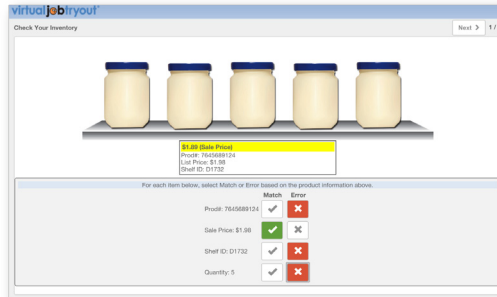 virtualjobtryout
Check Your Inventory
Next > 1 /
$1.89 (Sale Price)
Prod#: 7645689124
List Price: $1.98
Shelf ID: D1732
For each item below, select Match or Error based on the product information above.
Match Error
Prod#: 7645689124
Sale Price: $1.98
Shelf ID: D1732
Quantity: 5